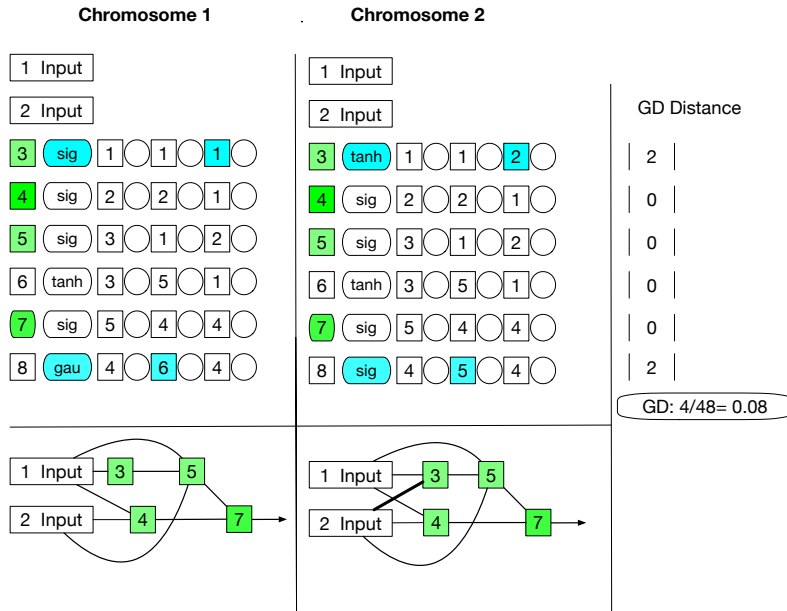 Chromosome 1
Chromosome 2
1 Input
2 Input
3 sig 1 1 1
4 sig 2 2 1
5 sig 3 1 2
6 tanh 3 5 1
7 sig 5 4 4
8 gau 4 6 4
1 Input
2 Input
3 tanh 1 1 2
4 sig 2 2 1
5 sig 3 1 2
6 tanh 3 5 1
7 sig 5 4 4
8 sig 4 5 4
GD Distance
2
0
0
0
0
2
GD: 4/48= 0.08
1 Input
3
5
2 Input
4
7
1 Input
3
5
2 Input
4
7